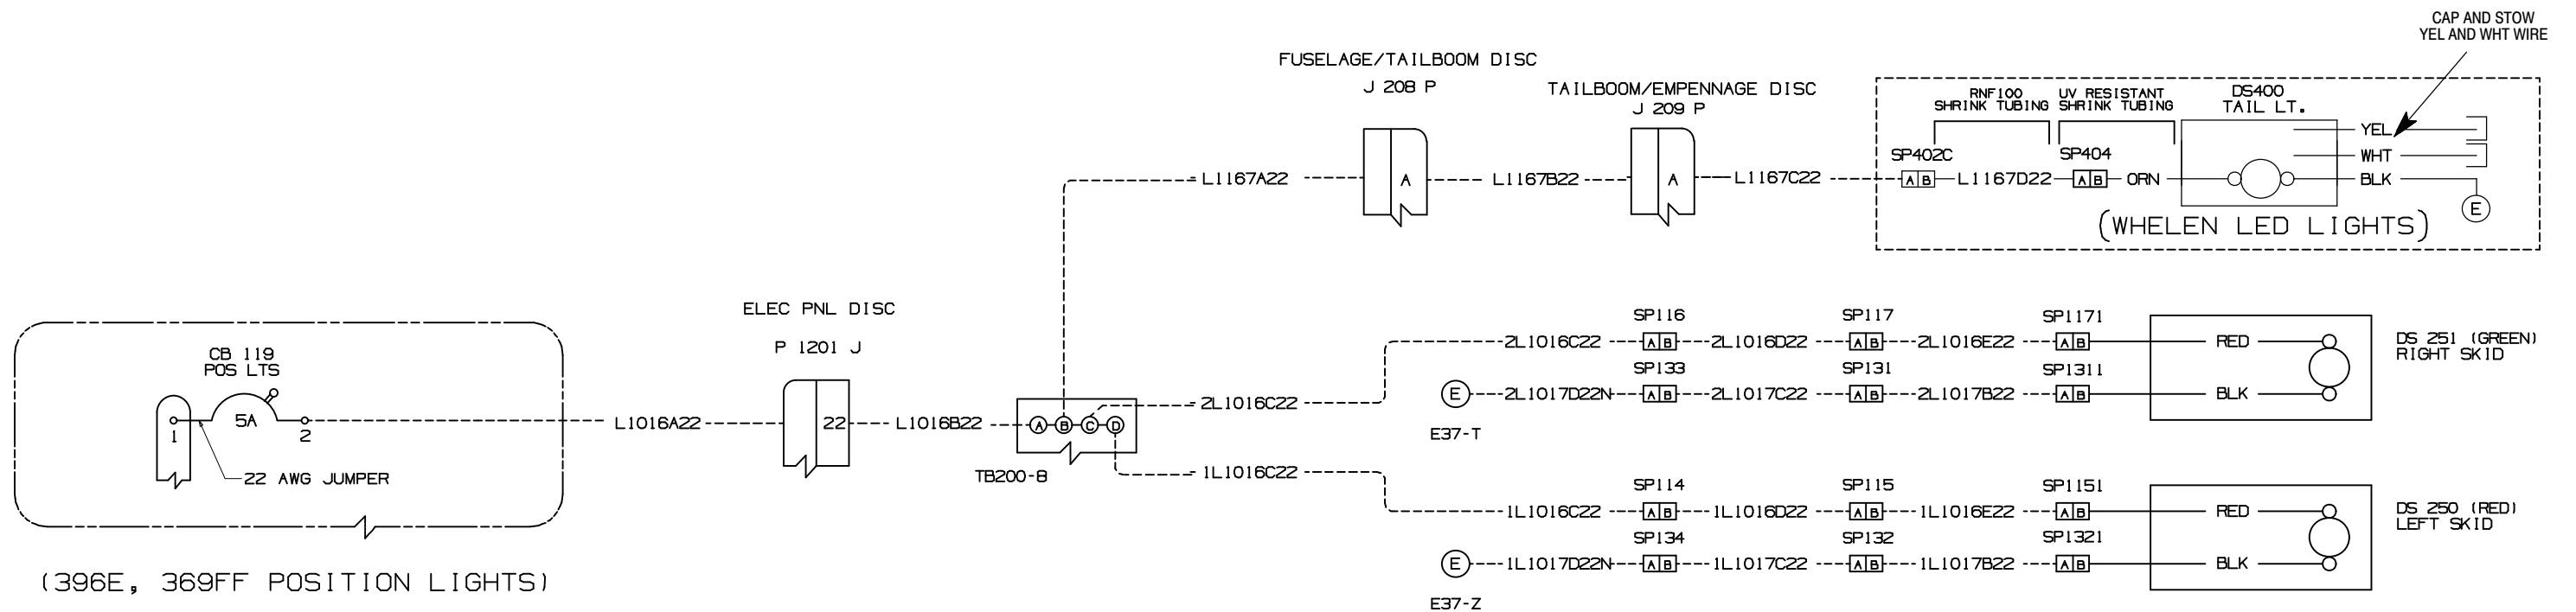 CAP AND STOW
YEL AND WHT WIRE
FUSELAGE/TAILBOOM DISC
J 208 P
TAILBOOM/EMPENNAGE DISC
J 209 P
RNF100
SHRINK TUBING
UV RESISTANT
SHRINK TUBING
DS400
TAIL LT.
YEL
SP402C
SP404
WHT
L1167A22
A
L1167B22
A
L1167C22
A B
L1167D22
A B
ORN
BLK
E
(WHELEN LED LIGHTS)
ELEC PNL DISC
P 1201 J
CB 119
POS LTS
5A
1
2
22 AWG JUMPER
L1016A22
22
L1016B22
A B C D
TB200-8
2L1016C22
1L1016C22
SP116
SP117
SP1171
2L1016C22
A B
2L1016D22
A B
2L1016E22
A B
RED
DS 251 (GREEN)
RIGHT SKID
SP133
SP131
SP1311
E
2L1017D22N
A B
2L1017C22
A B
2L1017B22
A B
BLK
E37-T
SP114
SP115
SP1151
1L1016C22
A B
1L1016D22
A B
1L1016E22
A B
RED
DS 250 (RED)
LEFT SKID
SP134
SP132
SP1321
E
1L1017D22N
A B
1L1017C22
A B
1L1017B22
A B
BLK
E37-Z
(396E, 369FF POSITION LIGHTS)